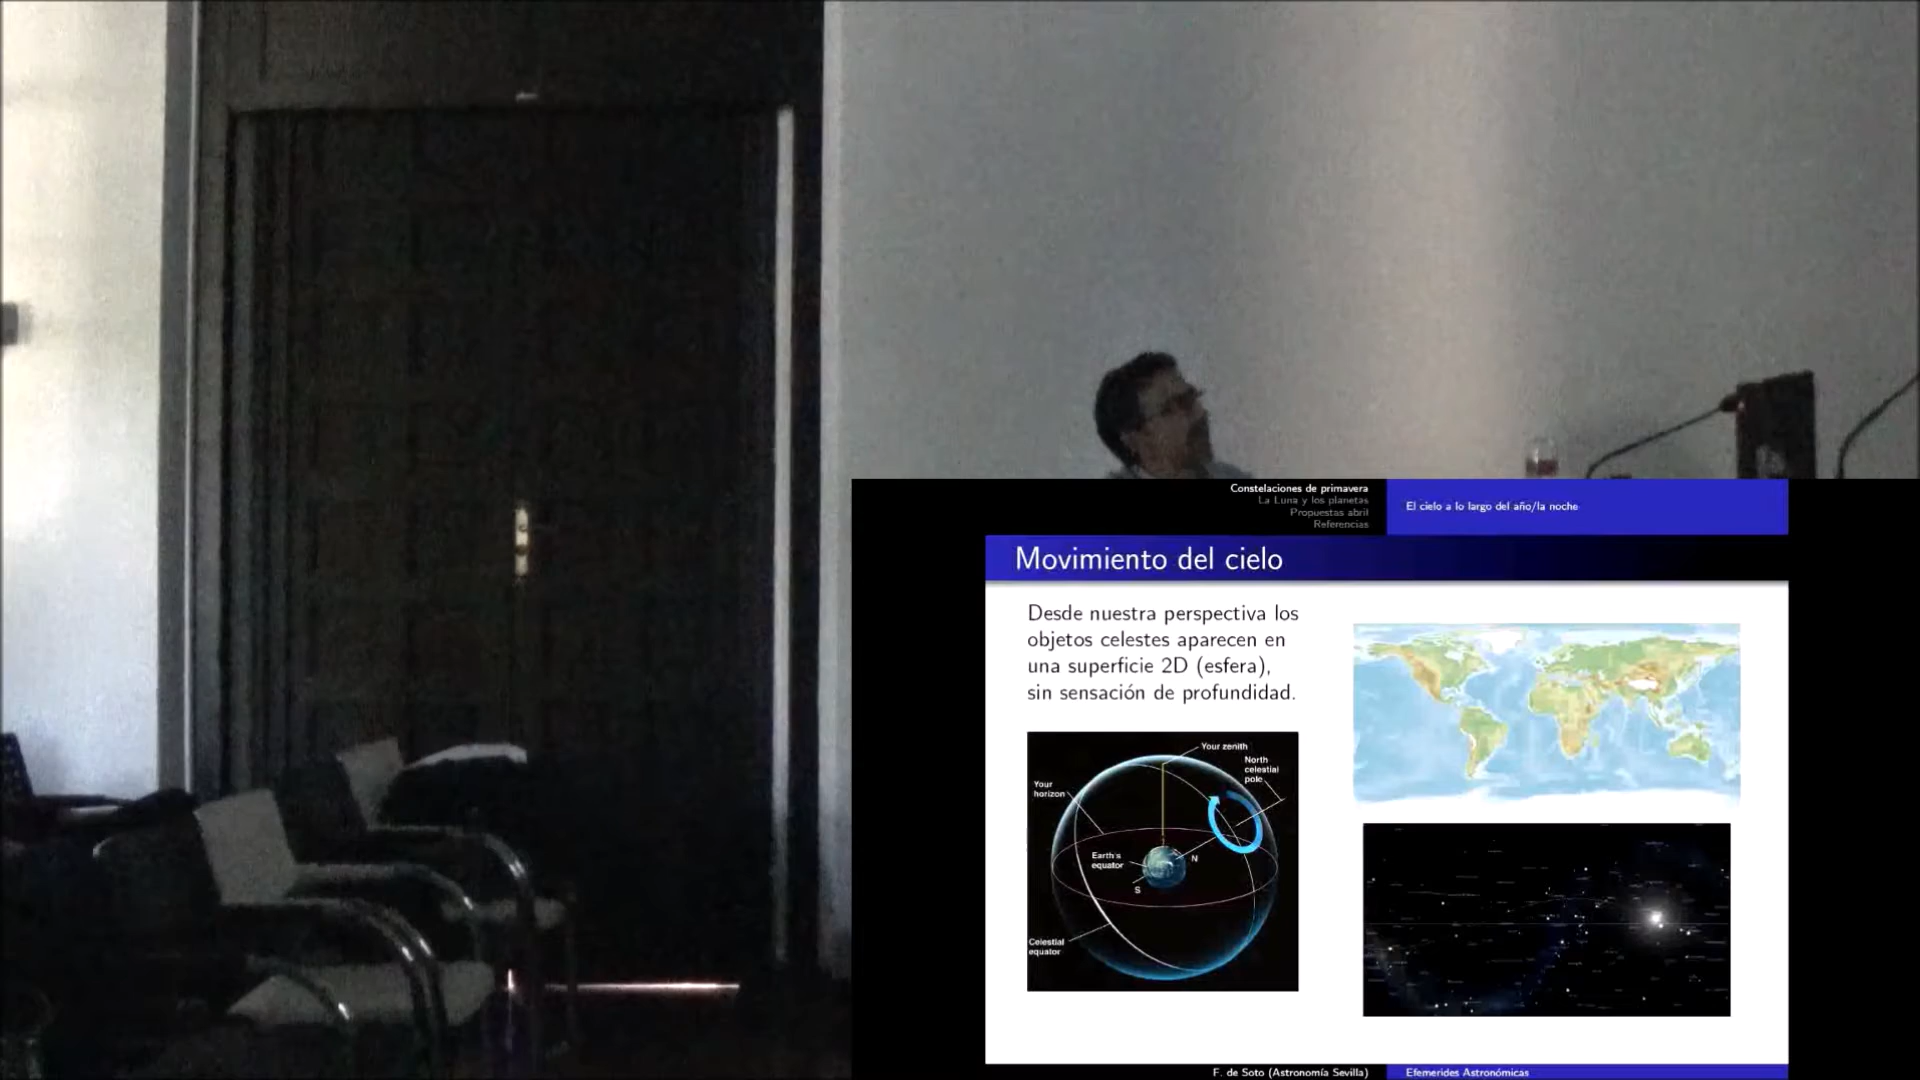 Constelaciones de primavera
La Luna y los planetas
Propuestas abril
Referencias
El cielo a lo largo del año/la noche
Movimiento del cielo
Desde nuestra perspectiva los
objetos celestes aparecen en
una superficie 2D (esfera),
sin sensación de profundidad.
Your zenith
North
celestial
pole
Your
horizon
Earth's
equator
N
S
Celestial
equator
F. de Soto (Astronomía Sevilla)
Efemerides Astronómicas